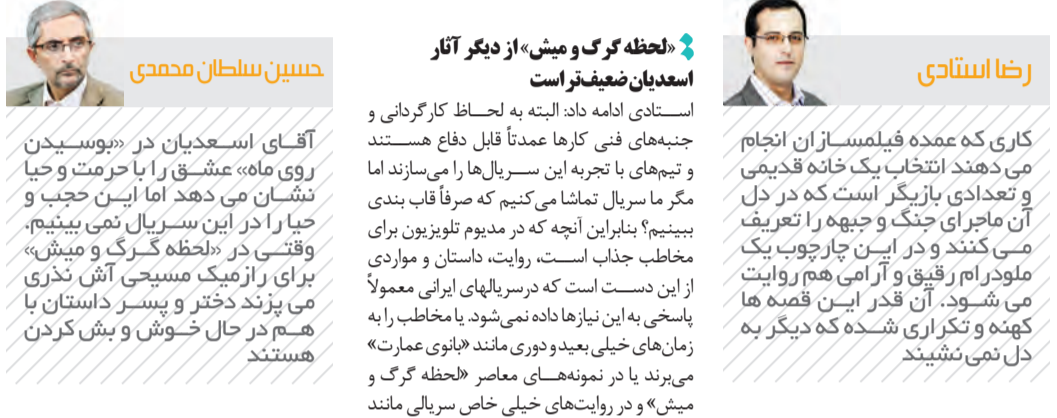 رضا استادی
کاری که عمده فیلمسازان انجام
می دهند انتخاب یک خانه قدیمی
و تعدادی بازیگر است که در دل
آن ماجرای جنگ و جبهه را تعریف
می کنند و در این چارچوب یک
ملودرام رقیق و آرامی هم روایت
می شود. آن قدر این قصه ها
کهنه و تکراری شده که دیگر به
دل نمی نشیند
«لحظه گرگ و میش» از دیگر آثار
اسعدیان ضعیف‌تر است
استادی ادامه داد: البته به لحاظ کارگردانی و
جنبه‌های فنی کارها عمدتاً قابل دفاع هستند
و تیم‌های با تجربه این سریال‌ها را می‌سازند اما
مگر ما سریال تماشا می‌کنیم که صرفاً قاب بندی
ببینیم؟ بنابراین آنچه که در مدیوم تلویزیون برای
مخاطب جذاب است، روایت، داستان و مواردی
از این دست است که درسریالهای ایرانی معمولاً
پاسخی به این نیازها داده نمی‌شود. یا مخاطب را به
زمان‌های خیلی بعید و دوری مانند «بانوی عمارت»
می‌برند یا در نمونه‌های معاصر «لحظه گرگ و
میش» و در روایت‌های خیلی خاص سریالی مانند
حسین سلطان محمدی
آقای اسعدیان در «بوسیدن
روی ماه» عشق را با حرمت و حیا
نشان می دهد اما این حجب و
حیا را در این سریال نمی بینیم.
وقتی در «لحظه گرگ و میش»
برای رازمیک مسیحی آش نذری
می پزند دختر و پسر داستان با
هم در حال خوش و بش کردن
هستند